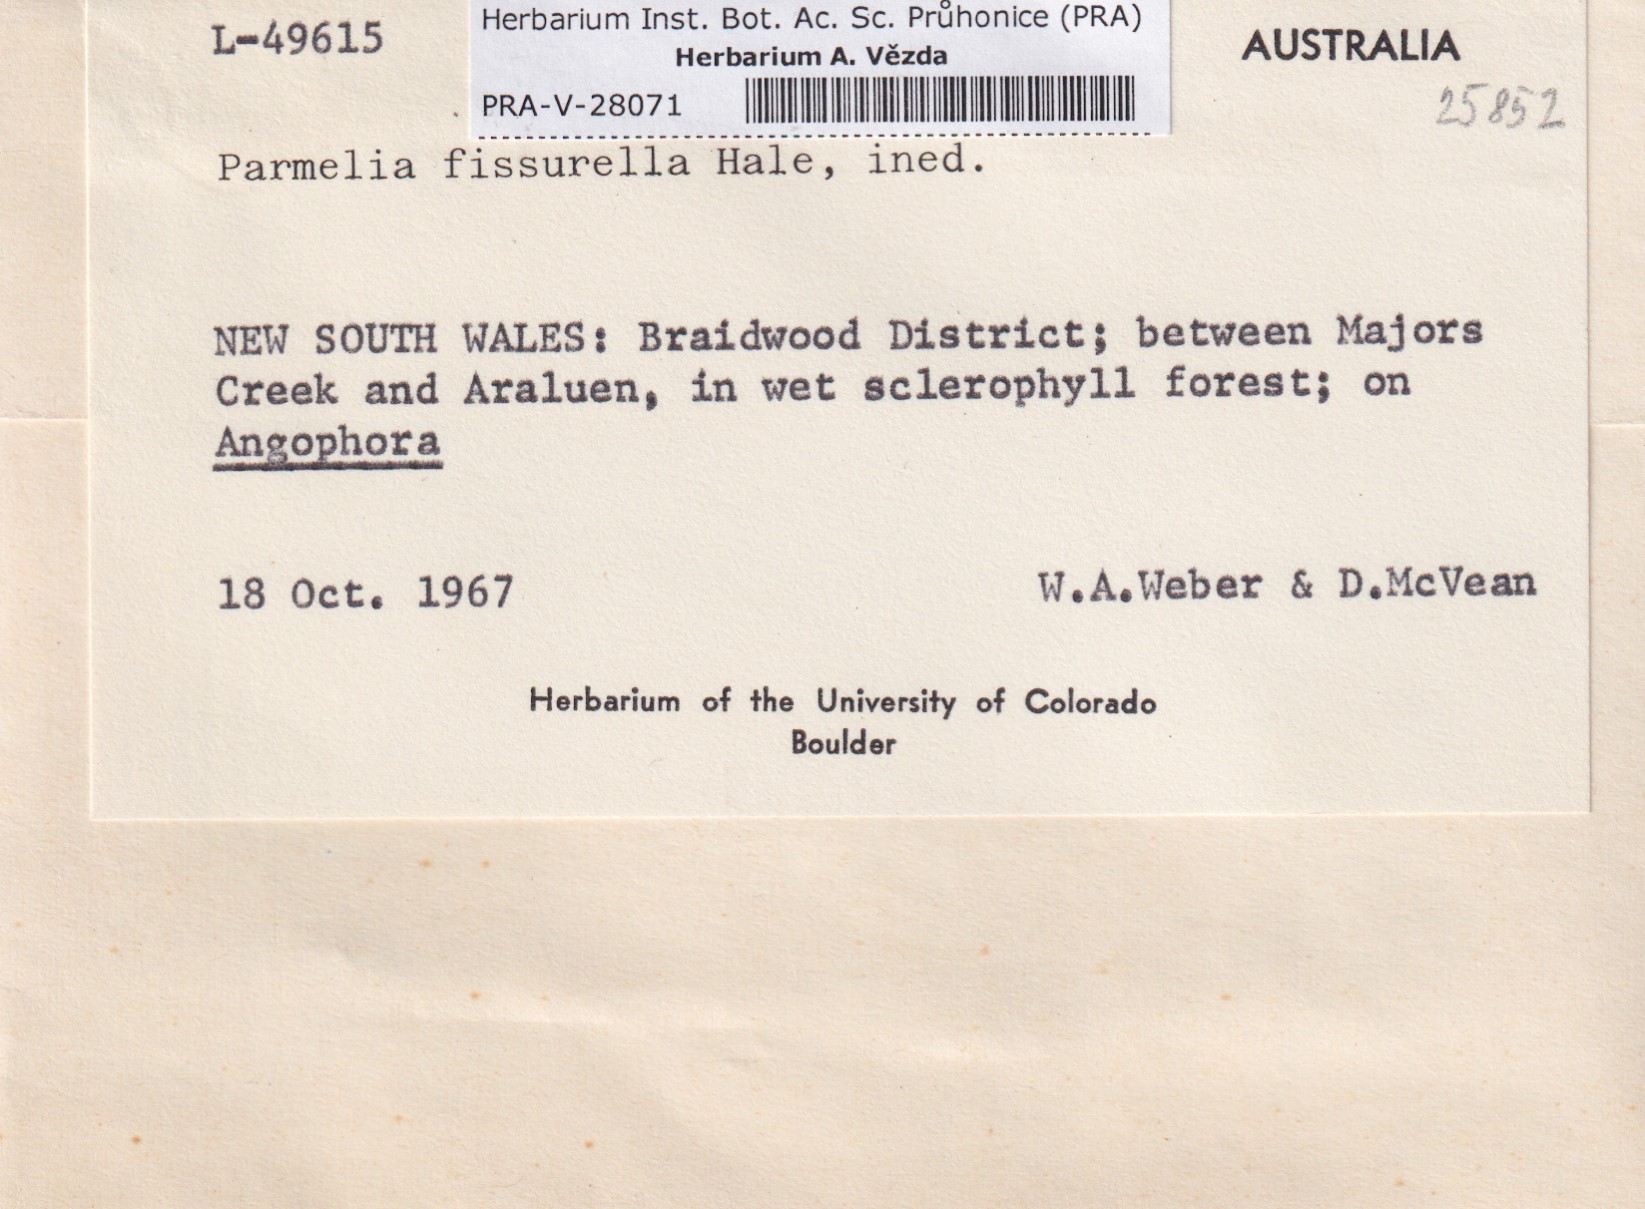 L-49615
Herbarium Inst. Bot. Ac. Sc. Průhonice (PRA)
Herbarium A. Vězda
PRA-V-28071
AUSTRALIA
25852
Parmelia fissurella Hale, ined.
NEW SOUTH WALES: Braidwood District; between Majors
Creek and Araluen, in wet sclerophyll forest; on
Angophora
18 Oct. 1967
W.A.Weber & D.McVean
Herbarium of the University of Colorado
Boulder